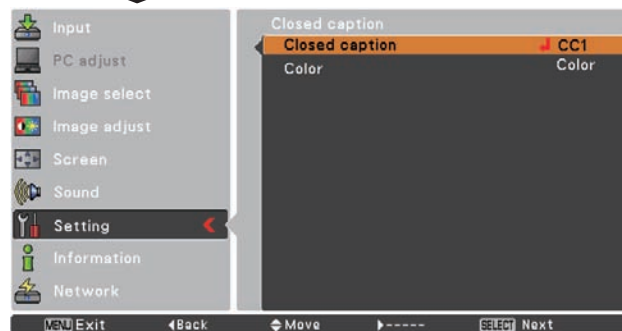 Input
PC adjust
Image select
Image adjust
Screen
Sound
Setting
Information
Network
Closed caption
Closed caption CC1
Color Color
MENU Exit Back Move ----- SELECT Next